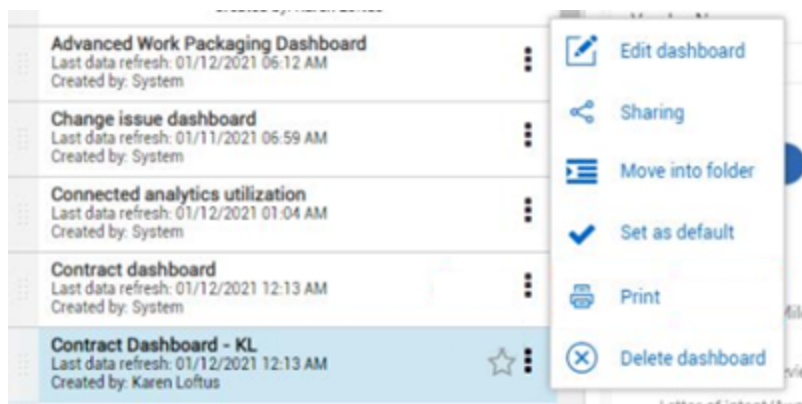 Created by: Karen Loftus
Advanced Work Packaging Dashboard
Last data refresh: 01/12/2021 06:12 AM
Created by: System
Change issue dashboard
Last data refresh: 01/11/2021 06:59 AM
Created by: System
Connected analytics utilization
Last data refresh: 01/12/2021 01:04 AM
Created by: System
Contract dashboard
Last data refresh: 01/12/2021 12:13 AM
Created by: System
Contract Dashboard - KL
Last data refresh: 01/12/2021 12:13 AM
Created by: Karen Loftus
Edit dashboard
Sharing
Move into folder
Set as default
Print
Delete dashboard